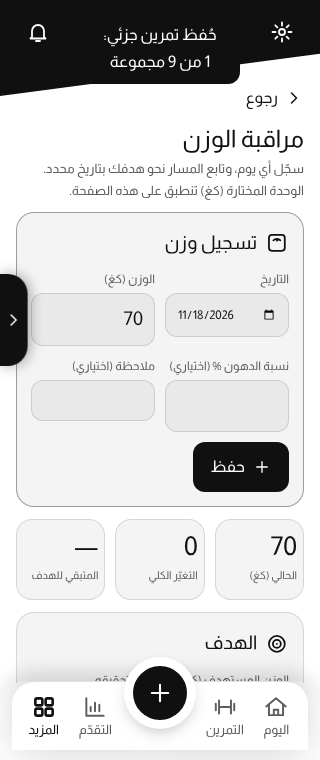 حُفظ تمرين جزئي:
1 من 9 مجموعة
رجوع
مراقبة الوزن
سجّل أي يوم، وتابع المسار نحو هدفك بتاريخ محدد.
الوحدة المختارة (كغ) تنطبق على هذه الصفحة.
تسجيل وزن
التاريخ
الوزن (كغ)
11/18/2026
70
نسبة الدهون % (اختياري)
ملاحظة (اختياري)
+ حفظ
70
0
—
الحالي (كغ)
التغيّر الكلي
المتبقي للهدف
الهدف
الوزن المستهدف
اليوم
التمرين
التقدّم
المزيد